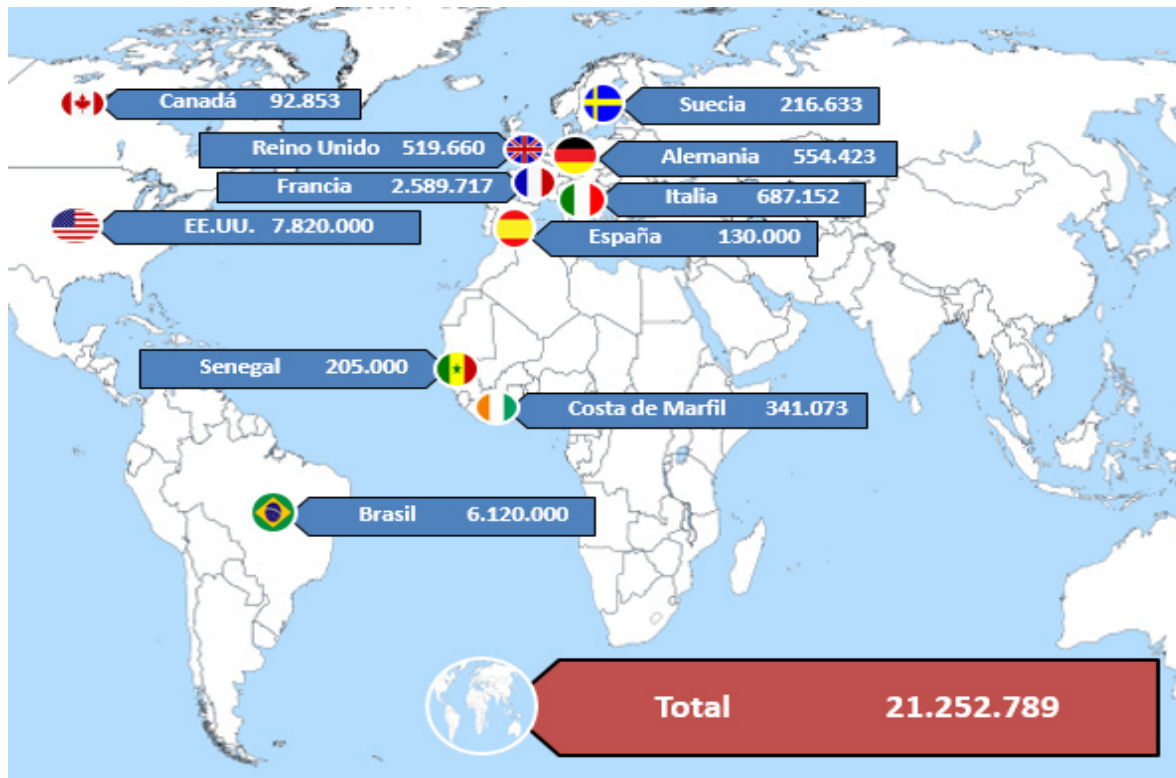 Canadá 92.853
Suecia 216.633
Reino Unido 519.660
Alemania 554.423
Francia 2.589.717
Italia 687.152
EE.UU. 7.820.000
España 130.000
Senegal 205.000
Costa de Marfil 341.073
Brasil 6.120.000
Total 21.252.789